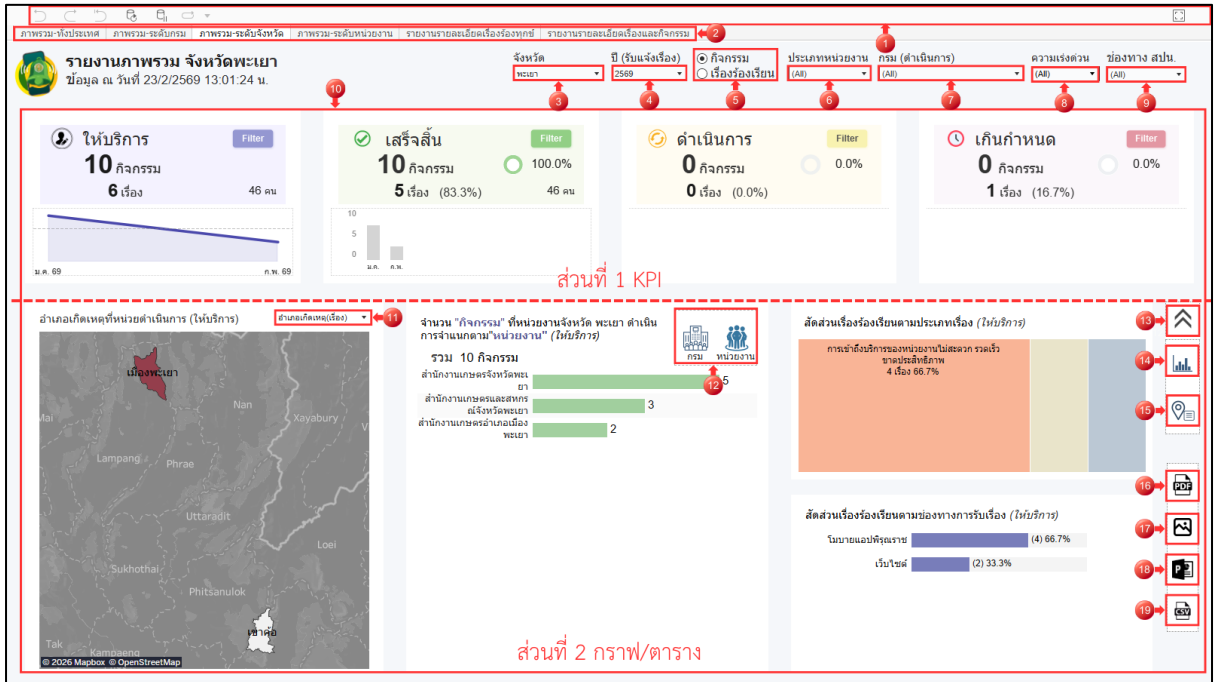 ภาพรวม-ทั้งประเทศ ภาพรวม-ระดับกรม ภาพรวม-ระดับจังหวัด ภาพรวม-ระดับหน่วยงาน รายงานรายละเอียดเรื่องร้องทุกข์ รายงานรายละเอียดเรื่องและกิจกรรม 2
1
รายงานภาพรวม จังหวัดพะเยา
ข้อมูล ณ วันที่ 23/2/2569 13:01:24 น.
จังหวัด ปี (รับแจ้งเรื่อง) กิจกรรม ประเภทหน่วยงาน กรม (ดำเนินการ) ความเร่งด่วน ช่องทาง สปน.
พะเยา 2569 เรื่องร้องเรียน (All) (All) (All) (All)
10 3 4 5 6 7 8 9
ให้บริการ Filter
10 กิจกรรม
6 เรื่อง 46 คน
ม.ค. 69 ก.พ. 69
เสร็จสิ้น Filter
10 กิจกรรม 100.0%
5 เรื่อง (83.3%) 46 คน
10
5
0
ม.ค. ก.พ.
ดำเนินการ Filter
0 กิจกรรม 0.0%
0 เรื่อง (0.0%)
เกินกำหนด Filter
0 กิจกรรม 0.0%
1 เรื่อง (16.7%)
ส่วนที่ 1 KPI
อำเภอเกิดเหตุที่หน่วยดำเนินการ (ให้บริการ) อำเภอเกิดเหตุ(เรื่อง) 11
เมืองพะเยา
Nan
Xayabury
Lampang
Phrae
Uttaradit
Loei
Sukhothai
Phitsanulok
เขาค้อ
Tak
Kampaeng
© 2026 Mapbox © OpenStreetMap
จำนวน "กิจกรรม" ที่หน่วยงานจังหวัด พะเยา ดำเนิน
การจำแนกตาม"หน่วยงาน" (ให้บริการ)
กรม หน่วยงาน
12
รวม 10 กิจกรรม
สำนักงานเกษตรจังหวัดพะเ
ยา 5
สำนักงานเกษตรและสหกร
ณ์จังหวัดพะเยา 3
สำนักงานเกษตรอำเภอเมือง
พะเยา 2
สัดส่วนเรื่องร้องเรียนตามประเภทเรื่อง (ให้บริการ)
การเข้าถึงบริการของหน่วยงานไม่สะดวก รวดเร็ว
ขาดประสิทธิภาพ
4 เรื่อง 66.7%
สัดส่วนเรื่องร้องเรียนตามช่องทางการรับเรื่อง (ให้บริการ)
โมบายแอปพิรุณราช (4) 66.7%
เว็บไซต์ (2) 33.3%
13
14
15
16 PDF
17
18 P
19 CSV
ส่วนที่ 2 กราฟ/ตาราง